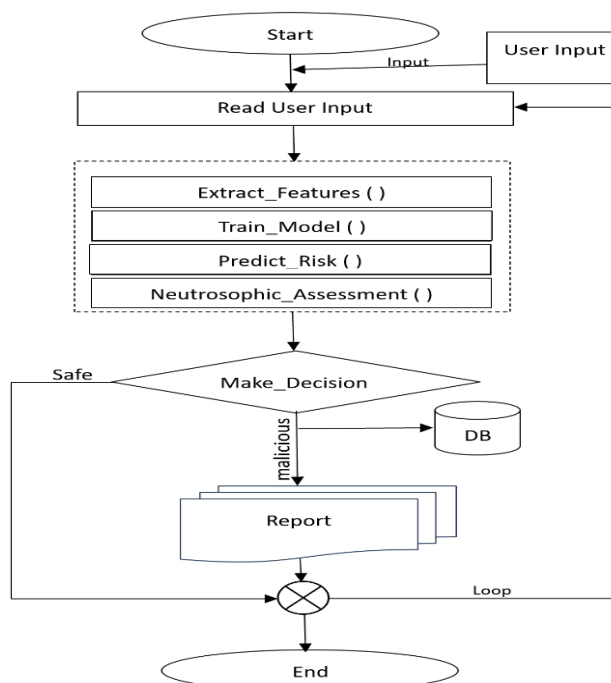 Start
User Input
Input
Read User Input
Extract_Features ( )
Train_Model ( )
Predict_Risk ( )
Neutrosophic_Assessment ( )
Safe
Make_Decision
malicious
DB
Report
Loop
End